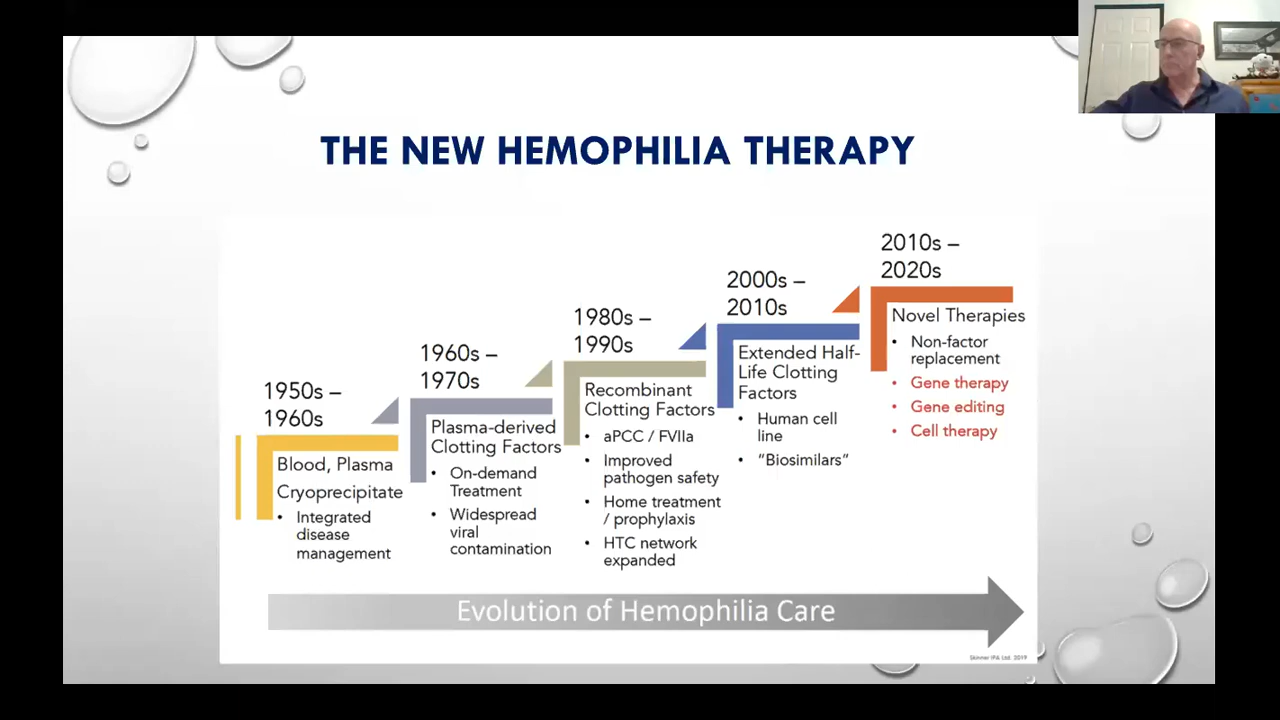 THE NEW HEMOPHILIA THERAPY
1950s –
1960s
Blood, Plasma
Cryoprecipitate
• Integrated
disease
management
1960s –
1970s
Plasma-derived
Clotting Factors
• On-demand
Treatment
• Widespread
viral
contamination
1980s –
1990s
Recombinant
Clotting Factors
• aPCC / FVIIa
• Improved
pathogen safety
• Home treatment
/ prophylaxis
• HTC network
expanded
2000s –
2010s
Extended Half-
Life Clotting
Factors
• Human cell
line
• “Biosimilars”
2010s –
2020s
Novel Therapies
• Non-factor
replacement
• Gene therapy
• Gene editing
• Cell therapy
Evolution of Hemophilia Care
Skinner IPA Ltd. 2019